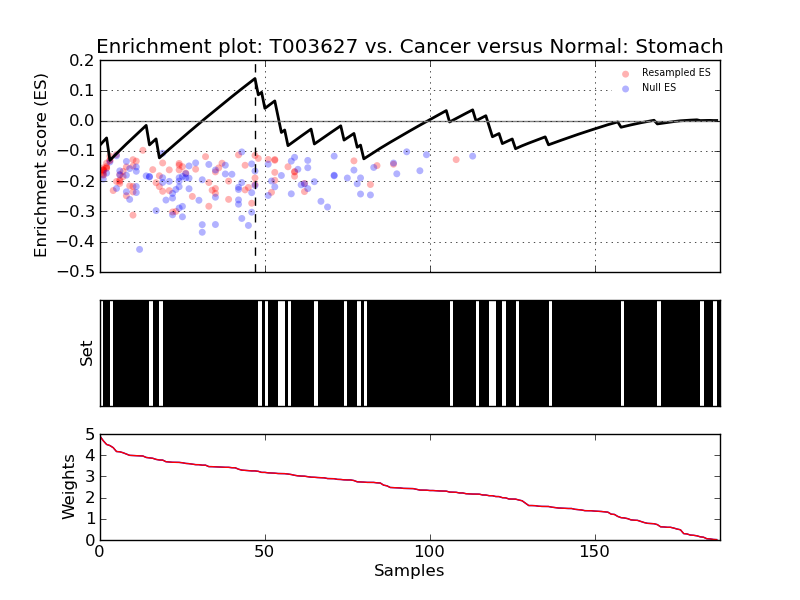 Enrichment plot: T003627 vs. Cancer versus Normal: Stomach
0.2
0.1
0.0
−0.1
−0.2
−0.3
−0.4
−0.5
Enrichment score (ES)
Resampled ES
Null ES
Set
5
4
3
2
1
0
Weights
0
50
100
150
Samples